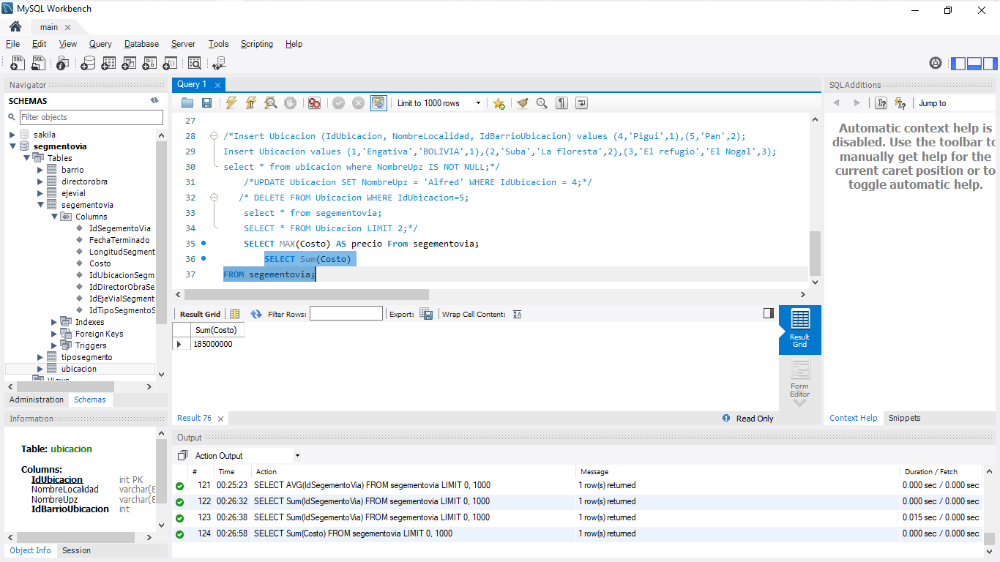 MySQL Workbench
main
File Edit View Query Database Server Tools Scripting Help
Navigator
SCHEMAS
Filter objects
sakila
segmentovia
Tables
barrio
directorobra
ejevial
segementovia
Columns
IdSegementoVia
FechaTerminado
LongitudSegment
Costo
IdUbicacionSegm
IdDirectorObraSe
IdEjeVialSegment
IdTipoSegmentoS
Indexes
Foreign Keys
Triggers
tiposegmento
ubicacion
Views
Administration Schemas
Information
Table: ubicacion
Columns:
IdUbicacion int PK
NombreLocalidad varchar(8
NombreUpz varchar(8
IdBarrioUbicacion int
Object Info Session
Query 1
Limit to 1000 rows
27
28 /*Insert Ubicacion (IdUbicacion, NombreLocalidad, IdBarrioUbicacion) values (4,'Pigui',1),(5,'Pan',2);
29 Insert Ubicacion values (1,'Engativa','BOLIVIA',1),(2,'Suba','La floresta',2),(3,'El refugio','El Nogal',3);
30 select * from ubicacion where NombreUpz IS NOT NULL;*/
31 /*UPDATE Ubicacion SET NombreUpz = 'Alfred' WHERE IdUbicacion = 4;*/
32 /* DELETE FROM Ubicacion WHERE IdUbicacion=5;
33 select * from segementovia;
34 SELECT * FROM Ubicacion LIMIT 2;*/
35 SELECT MAX(Costo) AS precio From segementovia;
36 SELECT Sum(Costo)
37 FROM segementovia;
Result Grid Filter Rows: Export: Wrap Cell Content:
Sum(Costo)
185000000
Result Grid
Form Editor
Result 76
Read Only
SQLAdditions
Jump to
Automatic context help is
disabled. Use the toolbar to
manually get help for the
current caret position or to
toggle automatic help.
Context Help Snippets
Output
Action Output
# Time Action Message Duration / Fetch
121 00:25:23 SELECT AVG(IdSegementoVia) FROM segementovia LIMIT 0, 1000 1 row(s) returned 0.000 sec / 0.000 sec
122 00:26:32 SELECT Sum(IdSegementoVia) FROM segementovia LIMIT 0, 1000 1 row(s) returned 0.000 sec / 0.000 sec
123 00:26:38 SELECT Sum(IdSegementoVia) FROM segementovia LIMIT 0, 1000 1 row(s) returned 0.015 sec / 0.000 sec
124 00:26:58 SELECT Sum(Costo) FROM segementovia LIMIT 0, 1000 1 row(s) returned 0.000 sec / 0.000 sec